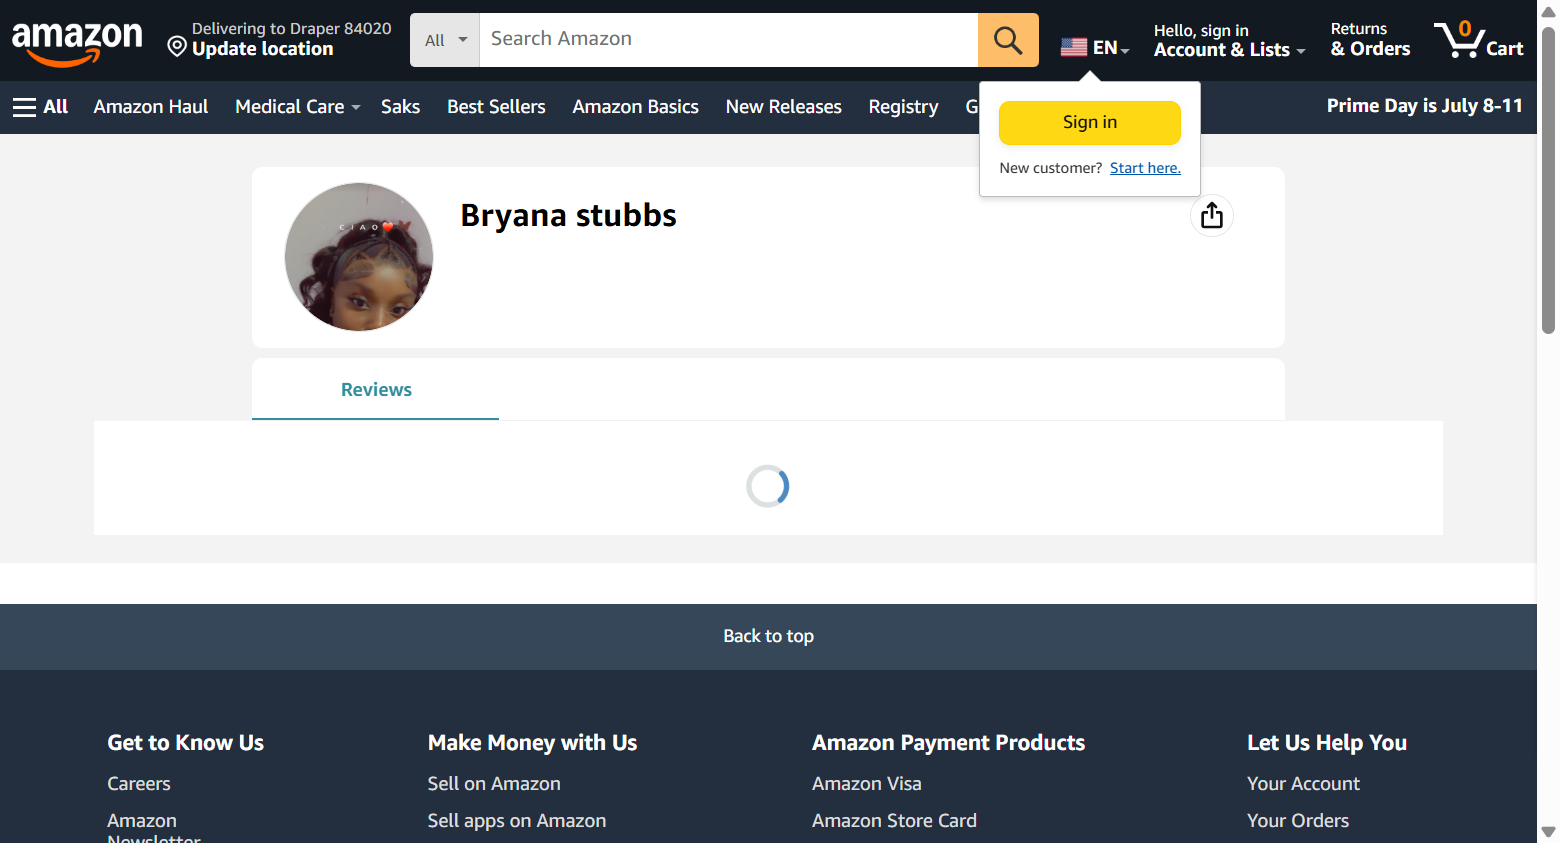 amazon
Delivering to Draper 84020
Update location
All
Search Amazon
EN
Hello, sign in
Account & Lists
Returns
& Orders
0
Cart
All
Amazon Haul
Medical Care
Saks
Best Sellers
Amazon Basics
New Releases
Registry
G
Prime Day is July 8-11
Sign in
New customer? Start here.
CIAO❤️
Bryana stubbs
Reviews
Back to top
Get to Know Us
Careers
Amazon
Newsletter
Make Money with Us
Sell on Amazon
Sell apps on Amazon
Amazon Payment Products
Amazon Visa
Amazon Store Card
Let Us Help You
Your Account
Your Orders